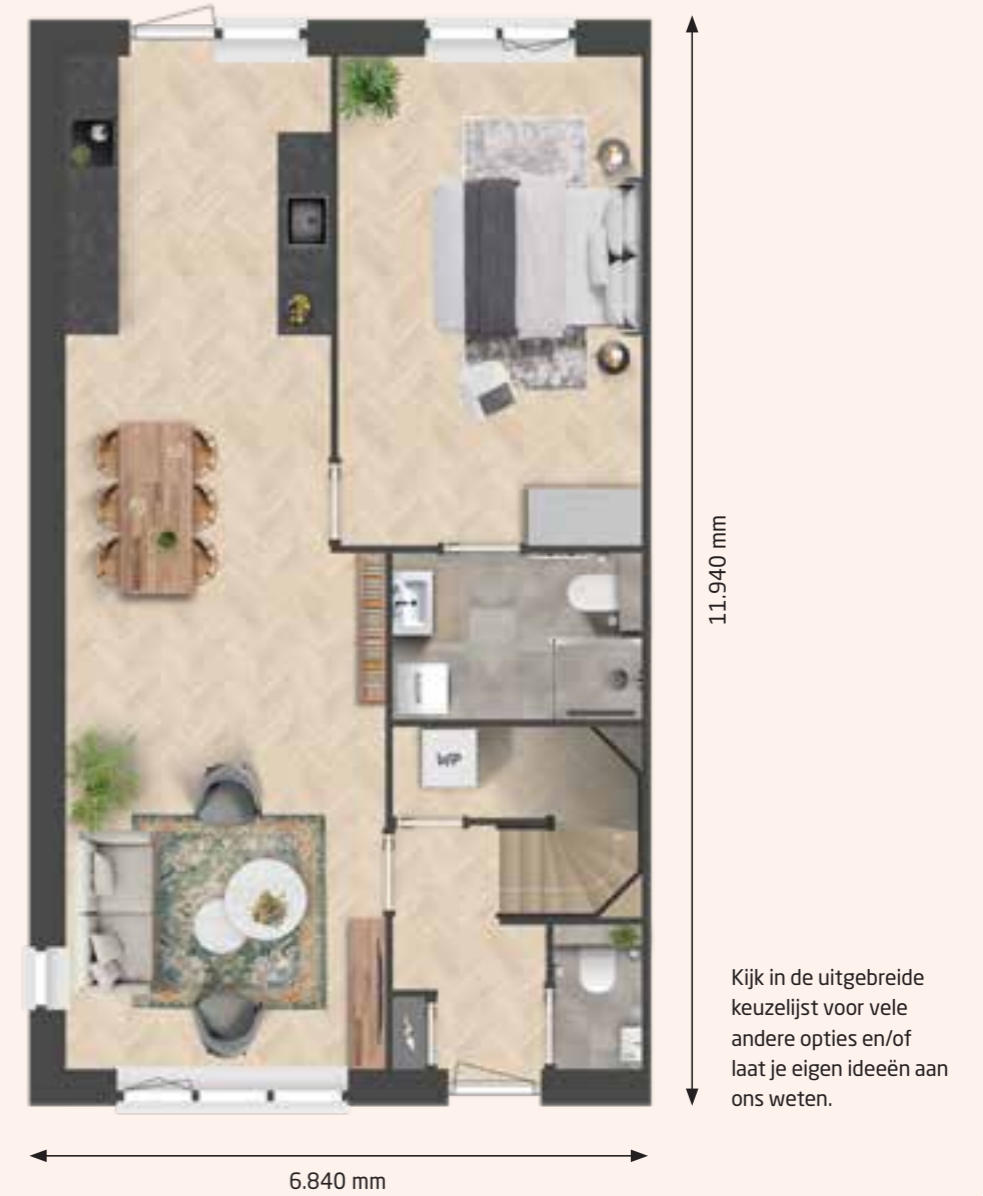 11.940 mm
WP
Kijk in de uitgebreide
keuzelijst voor vele
andere opties en/of
laat je eigen ideeën aan
ons weten.
6.840 mm